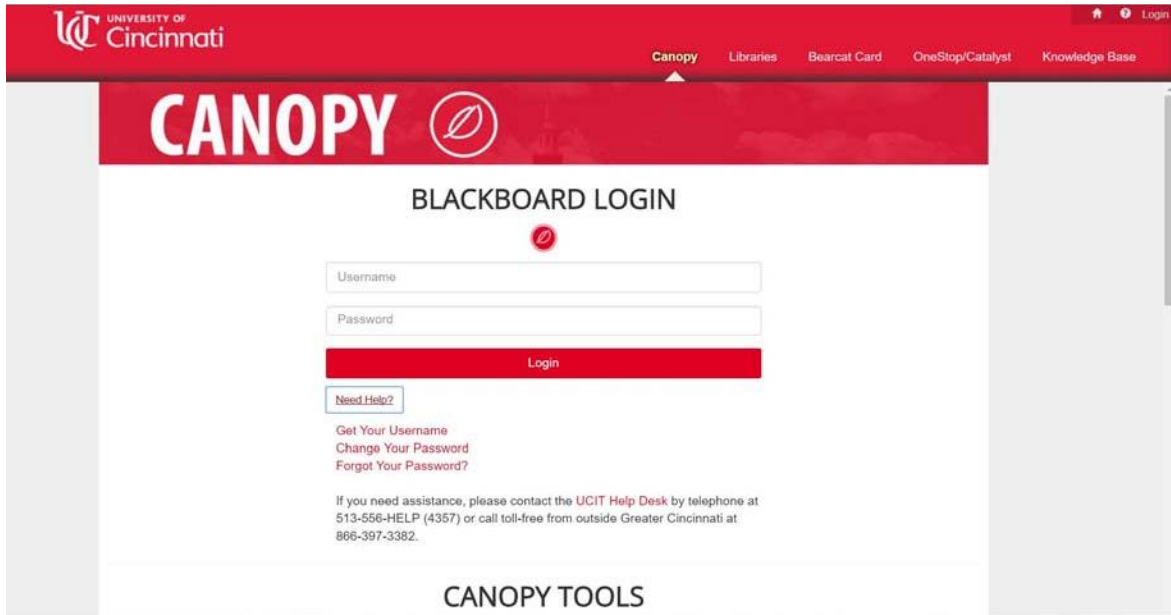 UNIVERSITY OF
Cincinnati
Login
Canopy Libraries Bearcat Card OneStop/Catalyst Knowledge Base
CANOPY
BLACKBOARD LOGIN
Username
Password
Login
Need Help?
Get Your Username
Change Your Password
Forgot Your Password?
If you need assistance, please contact the UCIT Help Desk by telephone at
513-556-HELP (4357) or call toll-free from outside Greater Cincinnati at
866-397-3382.
CANOPY TOOLS